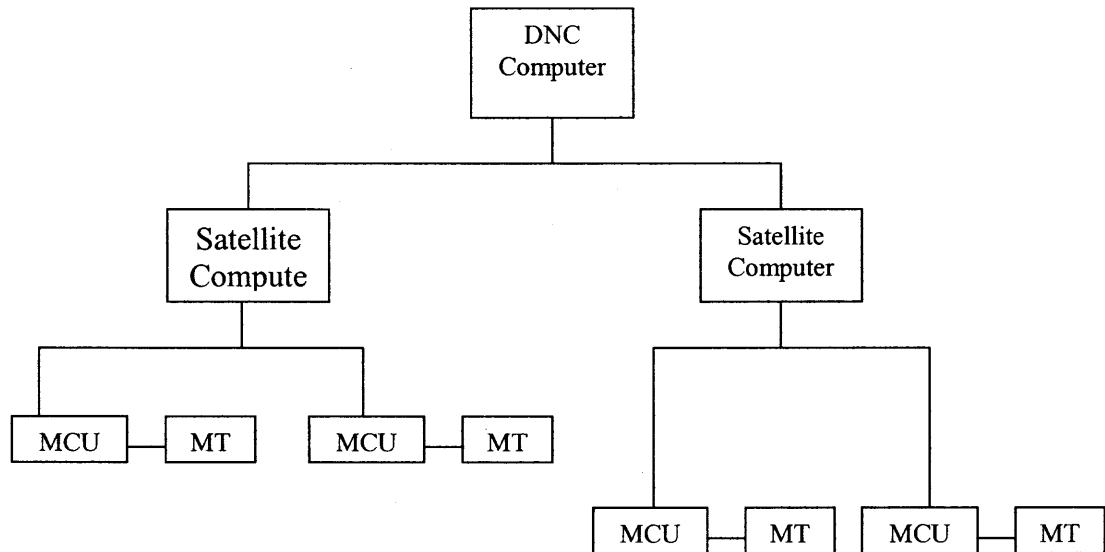 DNC
Computer
Satellite
Compute
Satellite
Computer
MCU
MT
MCU
MT
MCU
MT
MCU
MT